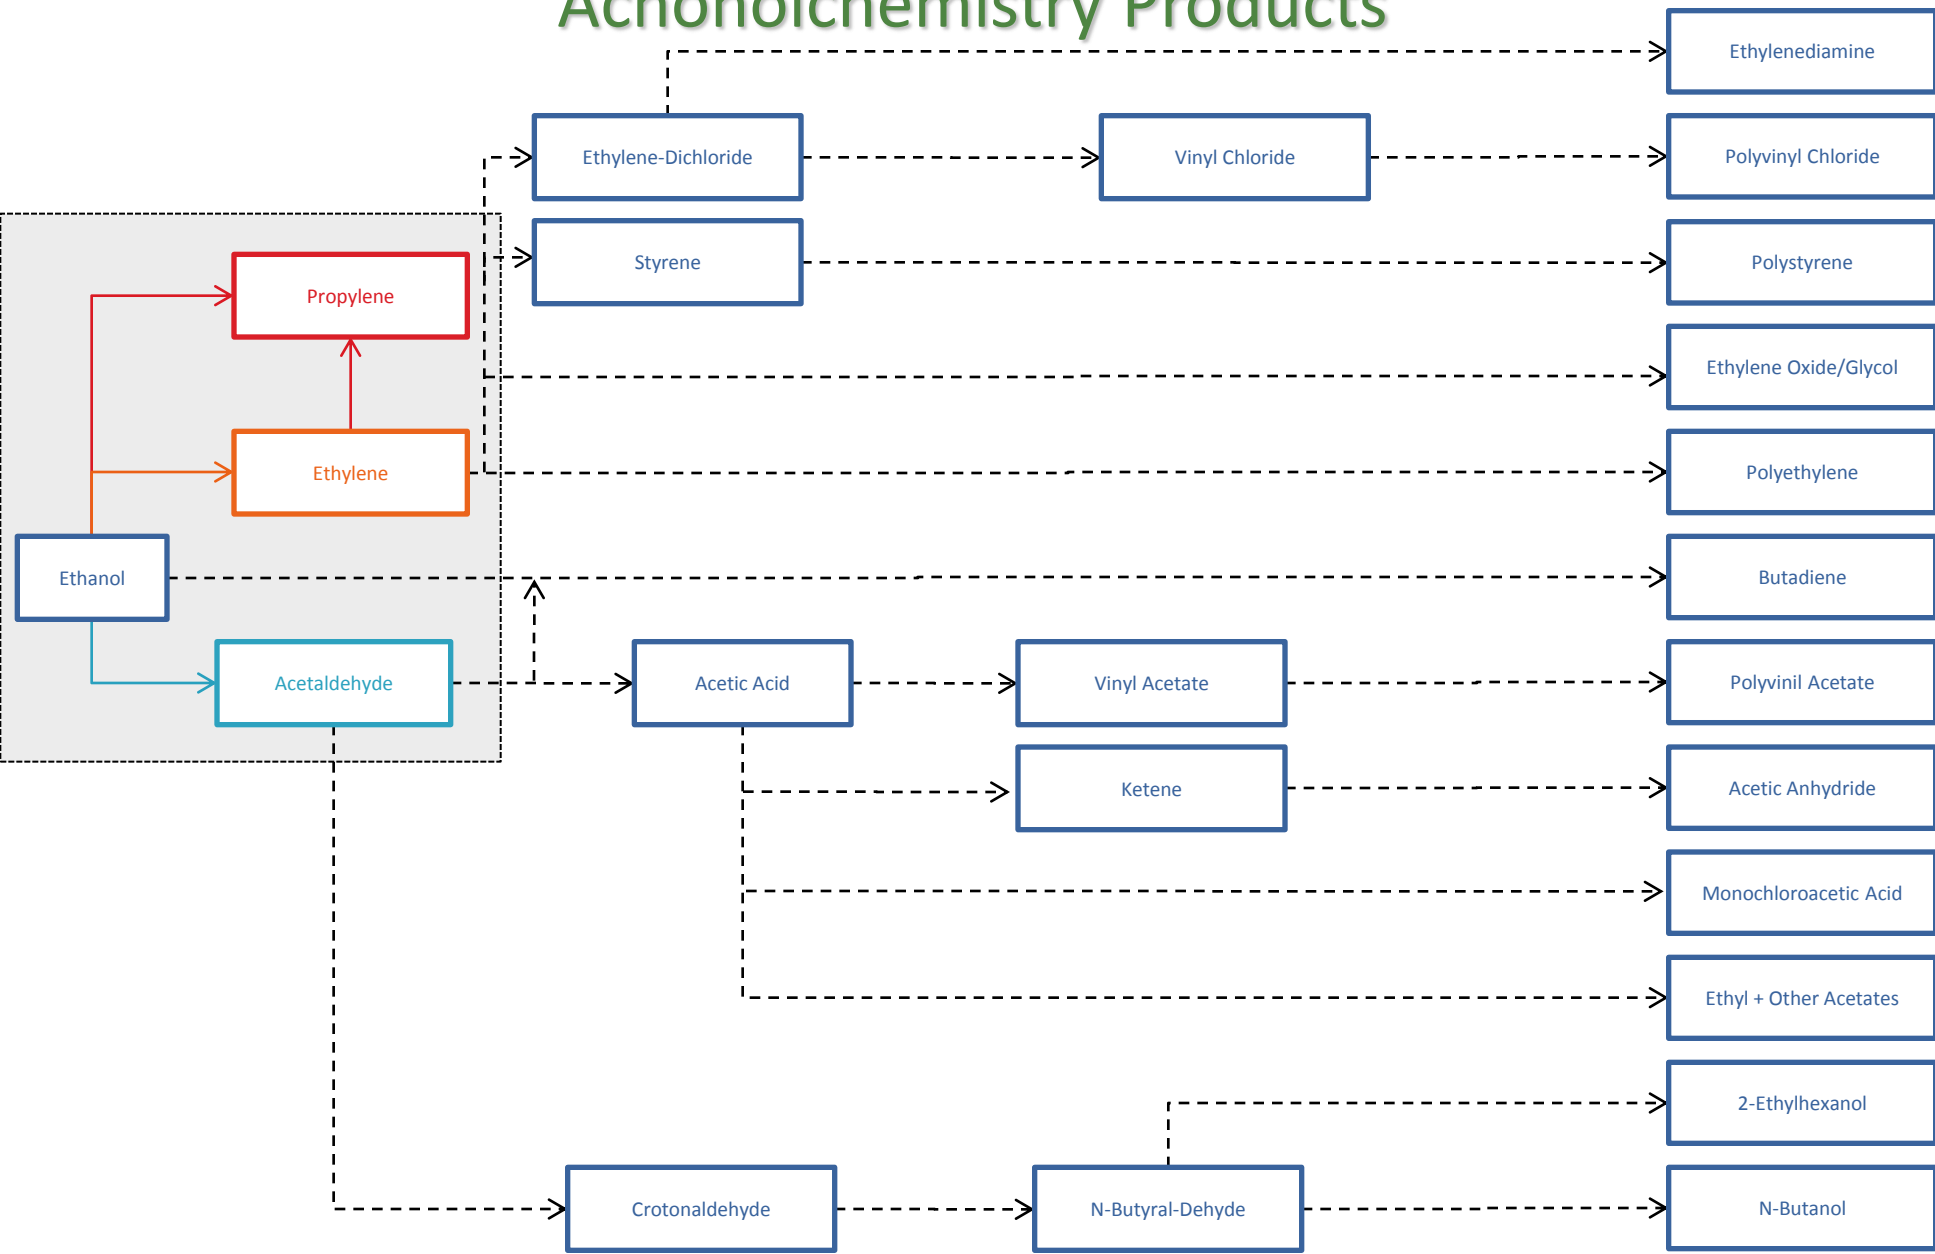 Achoholchemistry Products
Ethylenediamine
Ethylene-Dichloride
Vinyl Chloride
Polyvinyl Chloride
Styrene
Polystyrene
Propylene
Ethylene Oxide/Glycol
Ethylene
Polyethylene
Ethanol
Butadiene
Acetaldehyde
Acetic Acid
Vinyl Acetate
Polyvinil Acetate
Ketene
Acetic Anhydride
Monochloroacetic Acid
Ethyl + Other Acetates
2-Ethylhexanol
Crotonaldehyde
N-Butyral-Dehyde
N-Butanol